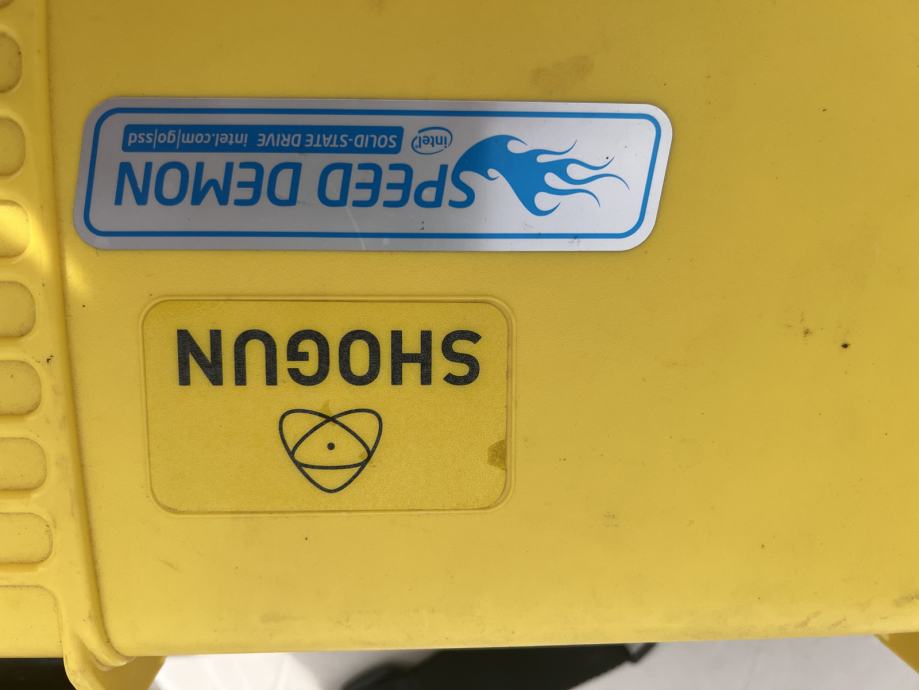 SHOGUN
SPEED DEMON
intel SOLID-STATE DRIVE intel.com/go/ssd